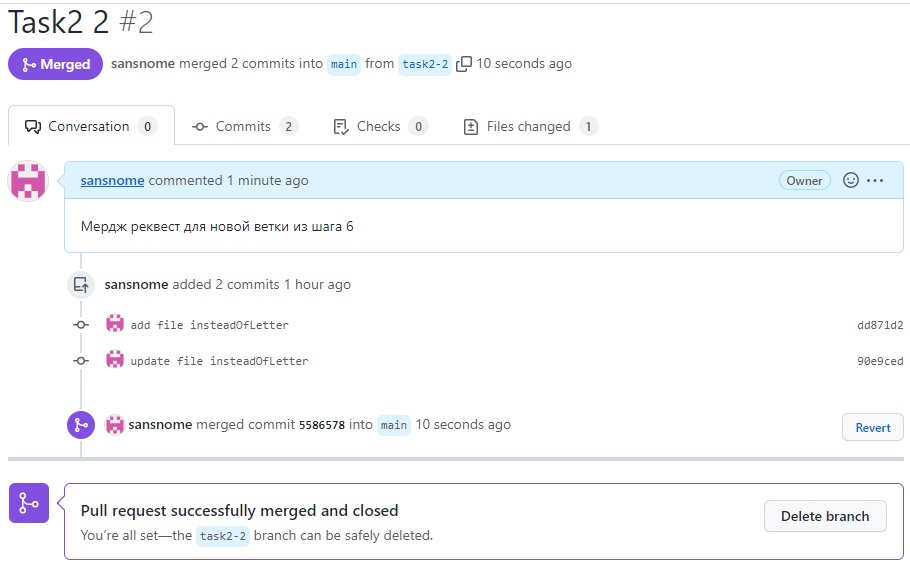 Task2 2 #2
Merged sansnome merged 2 commits into main from task2-2 10 seconds ago
Conversation 0 Commits 2 Checks 0 Files changed 1
sansnome commented 1 minute ago Owner
Мердж реквест для новой ветки из шага 6
sansnome added 2 commits 1 hour ago
add file insteadOfLetter dd871d2
update file insteadOfLetter 90e9ced
sansnome merged commit 5586578 into main 10 seconds ago Revert
Pull request successfully merged and closed
You're all set—the task2-2 branch can be safely deleted.
Delete branch